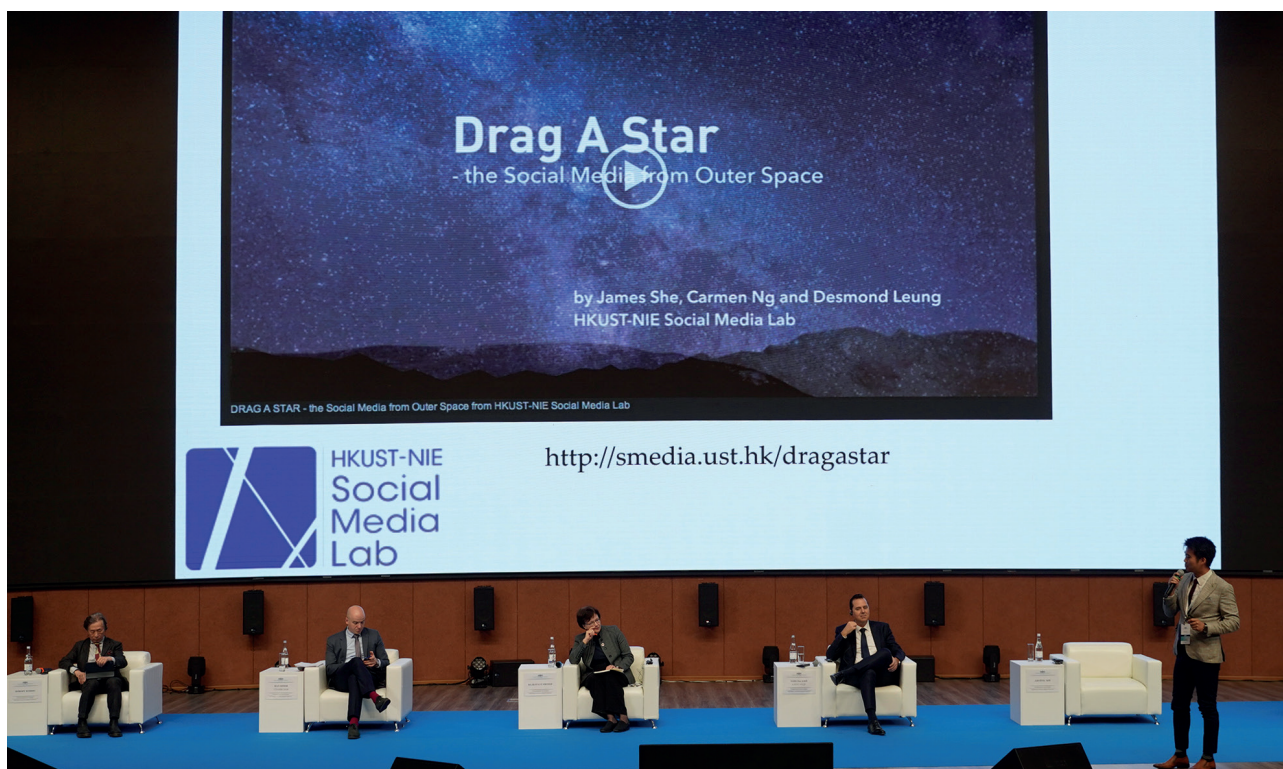 Drag A Star
- the Social Media from Outer Space
by James She, Carmen Ng and Desmond Leung
HKUST-NIE Social Media Lab
DRAG A STAR - the Social Media from Outer Space from HKUST-NIE Social Media Lab
HKUST-NIE
Social
Media
Lab
http://smedia.ust.hk/dragastar